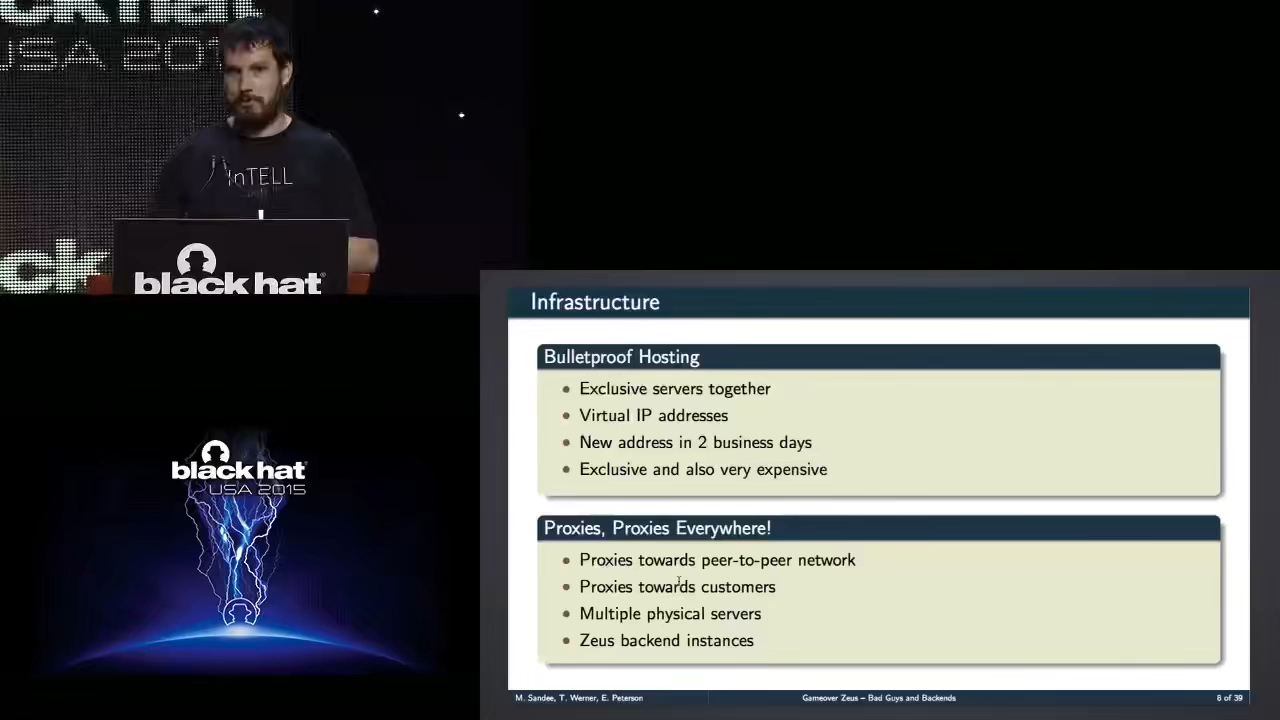 USA 201
InTELL
ck
black hat
black hat
USA 2015
Infrastructure
Bulletproof Hosting
Exclusive servers together
Virtual IP addresses
New address in 2 business days
Exclusive and also very expensive
Proxies, Proxies Everywhere!
Proxies towards peer-to-peer network
Proxies towards customers
Multiple physical servers
Zeus backend instances
M. Sandee, T. Werner, E. Peterson
Gameover Zeus – Bad Guys and Backends
8 of 39